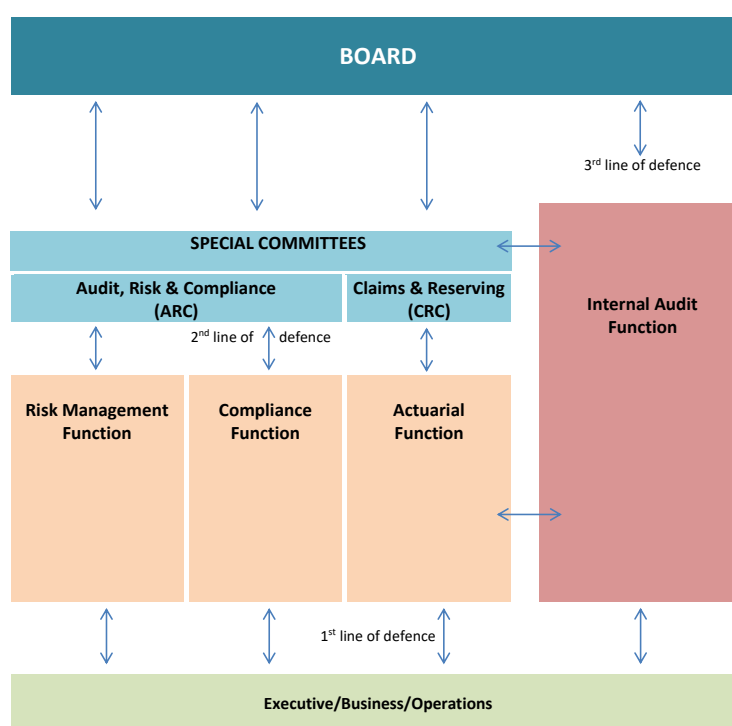 BOARD
3rd line of defence
SPECIAL COMMITTEES
Audit, Risk & Compliance
(ARC)
Claims & Reserving
(CRC)
Internal Audit
Function
2nd line of defence
Risk Management
Function
Compliance
Function
Actuarial
Function
1st line of defence
Executive/Business/Operations